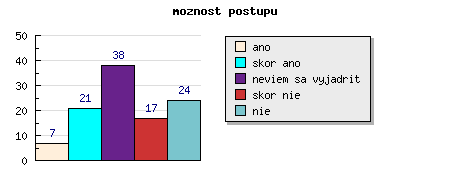 moznost postupu
50
40
30
20
10
0
7
21
38
17
24
ano
skor ano
neviem sa vyjadrit
skor nie
nie